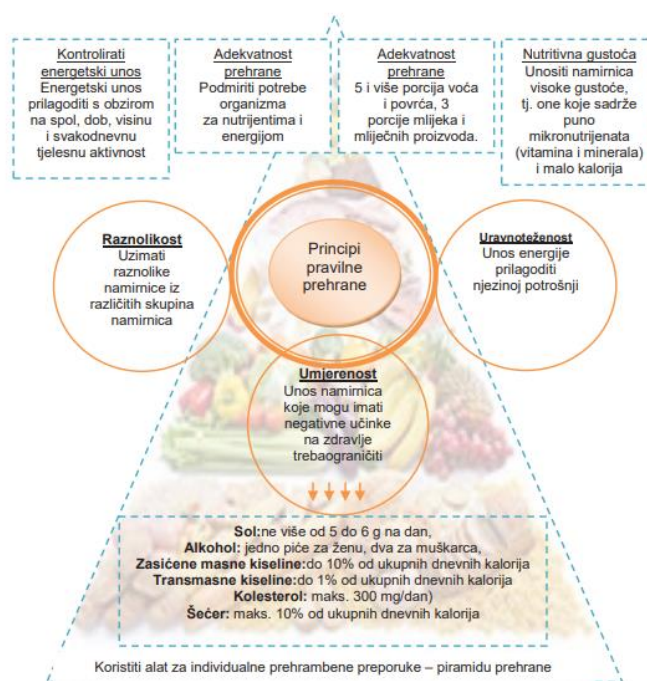 Kontrolirati
energetski unos
Energetski unos
prilagoditi s obzirom
na spol, dob, visinu
i svakodnevnu
tjelesnu aktivnost
Adekvatnost
prehrane
Podmiriti potrebe
organizma
za nutrijentima i
energijom
Adekvatnost
prehrane
5 i više porcija voća
i povrća, 3
porcije mlijeka i
mliječnih proizvoda.
Nutritivna gustoća
Unositi namirnica
visoke gustoće,
tj. one koje sadrže
puno
mikronutrijenata
(vitamina i minerala)
i malo kalorija
Raznolikost
Uzimati
raznolike
namirnice iz
različitih skupina
namirnica
Principi
pravilne
prehrane
Uravnoteženost
Unos energije
prilagoditi
njezinoj potrošnji
Umjerenost
Unos namirnica
koje mogu imati
negativne učinke
na zdravlje
trebaograničiti
Sol:ne više od 5 do 6 g na dan,
Alkohol: jedno piće za ženu, dva za muškarca,
Zasićene masne kiseline:do 10% od ukupnih dnevnih kalorija
Transmasne kiseline:do 1% od ukupnih dnevnih kalorija
Kolesterol: maks. 300 mg/dan)
Šećer: maks. 10% od ukupnih dnevnih kalorija
Koristiti alat za individualne prehrambene preporuke – piramidu prehrane